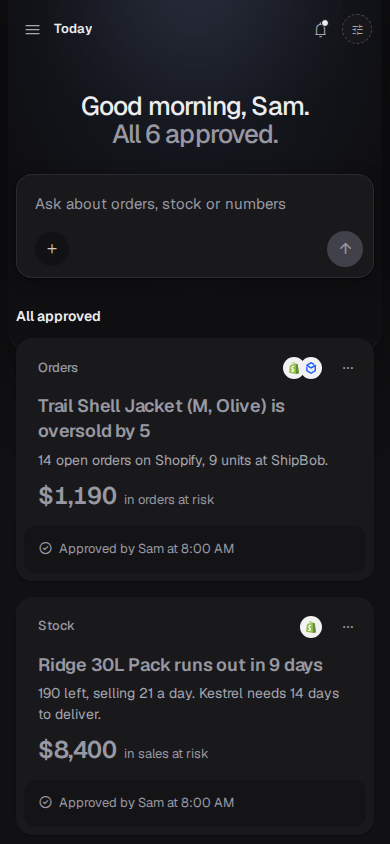 Today
Good morning, Sam.
All 6 approved.
Ask about orders, stock or numbers
All approved
Orders
Trail Shell Jacket (M, Olive) is
oversold by 5
14 open orders on Shopify, 9 units at ShipBob.
$1,190 in orders at risk
Approved by Sam at 8:00 AM
Stock
Ridge 30L Pack runs out in 9 days
190 left, selling 21 a day. Kestrel needs 14 days
to deliver.
$8,400 in sales at risk
Approved by Sam at 8:00 AM